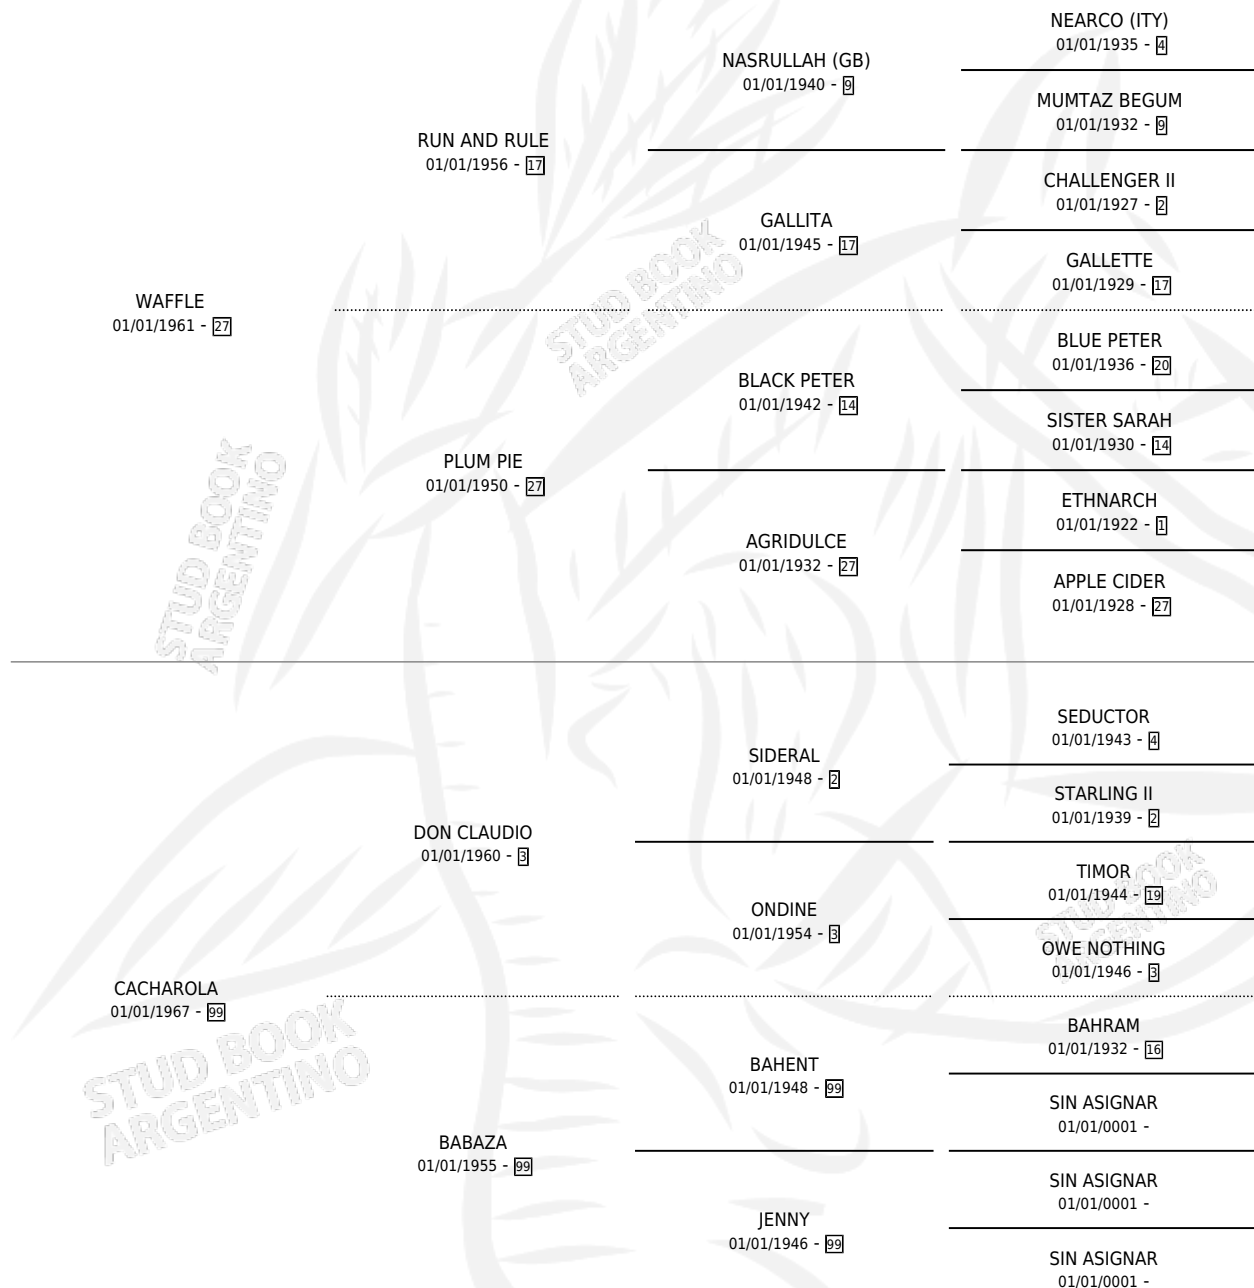 NEARCO (ITY)
01/01/1935 - 4
NASRULLAH (GB)
01/01/1940 - 9
MUMTAZ BEGUM
01/01/1932 - 9
RUN AND RULE
01/01/1956 - 17
CHALLENGER II
01/01/1927 - 2
GALLITA
01/01/1945 - 17
GALLETTE
01/01/1929 - 17
WAFFLE
01/01/1961 - 27
STUD BOOK
ARGENTINO
BLUE PETER
01/01/1936 - 20
BLACK PETER
01/01/1942 - 14
SISTER SARAH
01/01/1930 - 14
PLUM PIE
01/01/1950 - 27
ETHNARCH
01/01/1922 - 1
AGRIDULCE
01/01/1932 - 27
APPLE CIDER
01/01/1928 - 27
STUD BOOK
ARGENTINO
SEDUCTOR
01/01/1943 - 4
SIDERAL
01/01/1948 - 2
STARLING II
01/01/1939 - 2
DON CLAUDIO
01/01/1960 - 3
TIMOR
01/01/1944 - 19
ONDINE
01/01/1954 - 3
STUD BOOK
ARGENTINO
OWE NOTHING
01/01/1946 - 3
CACHAROLA
01/01/1967 - 99
BAHRAM
01/01/1932 - 16
BAHENT
01/01/1948 - 99
STUD BOOK
ARGENTINO
SIN ASIGNAR
01/01/0001 -
BABAZA
01/01/1955 - 99
SIN ASIGNAR
01/01/0001 -
JENNY
01/01/1946 - 99
SIN ASIGNAR
01/01/0001 -